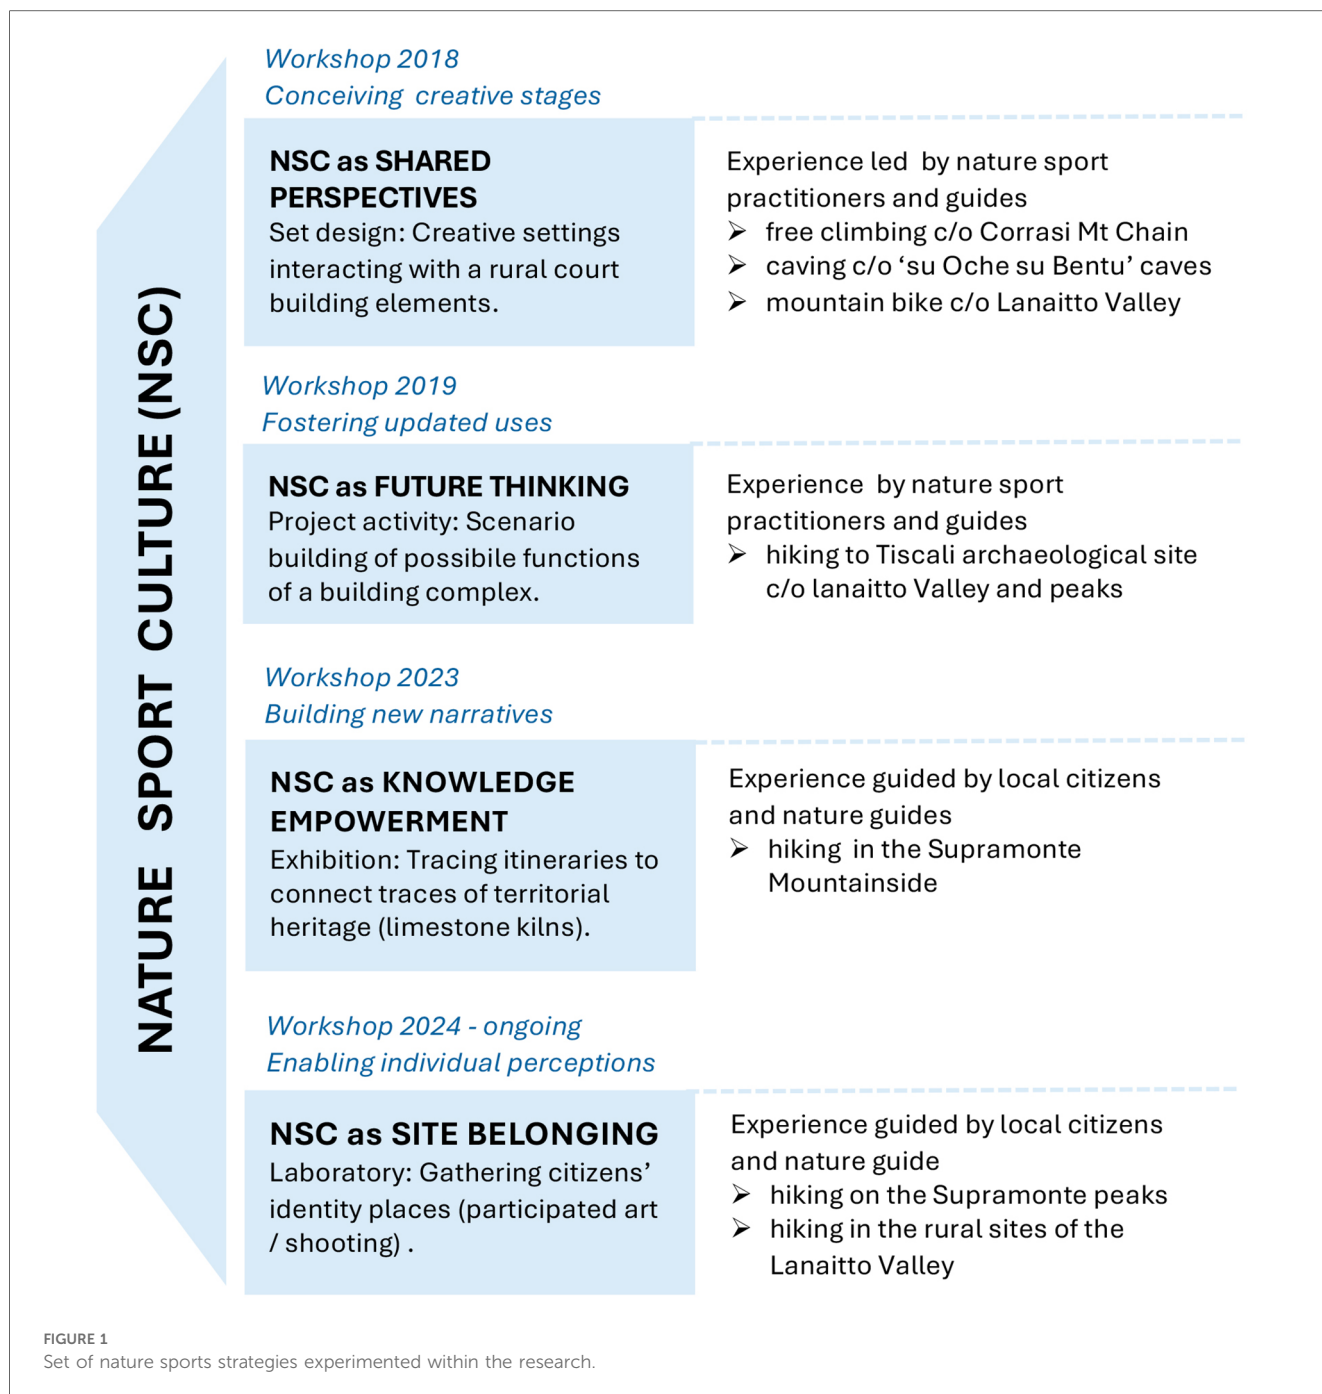 NATURE SPORT CULTURE (NSC)
Workshop 2018
Conceiving creative stages
NSC as SHARED
PERSPECTIVES
Set design: Creative settings
interacting with a rural court
building elements.
Experience led by nature sport
practitioners and guides
➢ free climbing c/o Corrasi Mt Chain
➢ caving c/o ‘su Oche su Bentu’ caves
➢ mountain bike c/o Lanaitto Valley
Workshop 2019
Fostering updated uses
NSC as FUTURE THINKING
Project activity: Scenario
building of possibile functions
of a building complex.
Experience by nature sport
practitioners and guides
➢ hiking to Tiscali archaeological site
c/o lanaitto Valley and peaks
Workshop 2023
Building new narratives
NSC as KNOWLEDGE
EMPOWERMENT
Exhibition: Tracing itineraries to
connect traces of territorial
heritage (limestone kilns).
Experience guided by local citizens
and nature guides
➢ hiking in the Supramonte
Mountainside
Workshop 2024 - ongoing
Enabling individual perceptions
NSC as SITE BELONGING
Laboratory: Gathering citizens’
identity places (participated art
/ shooting) .
Experience guided by local citizens
and nature guide
➢ hiking on the Supramonte peaks
➢ hiking in the rural sites of the
Lanaitto Valley
FIGURE 1
Set of nature sports strategies experimented within the research.